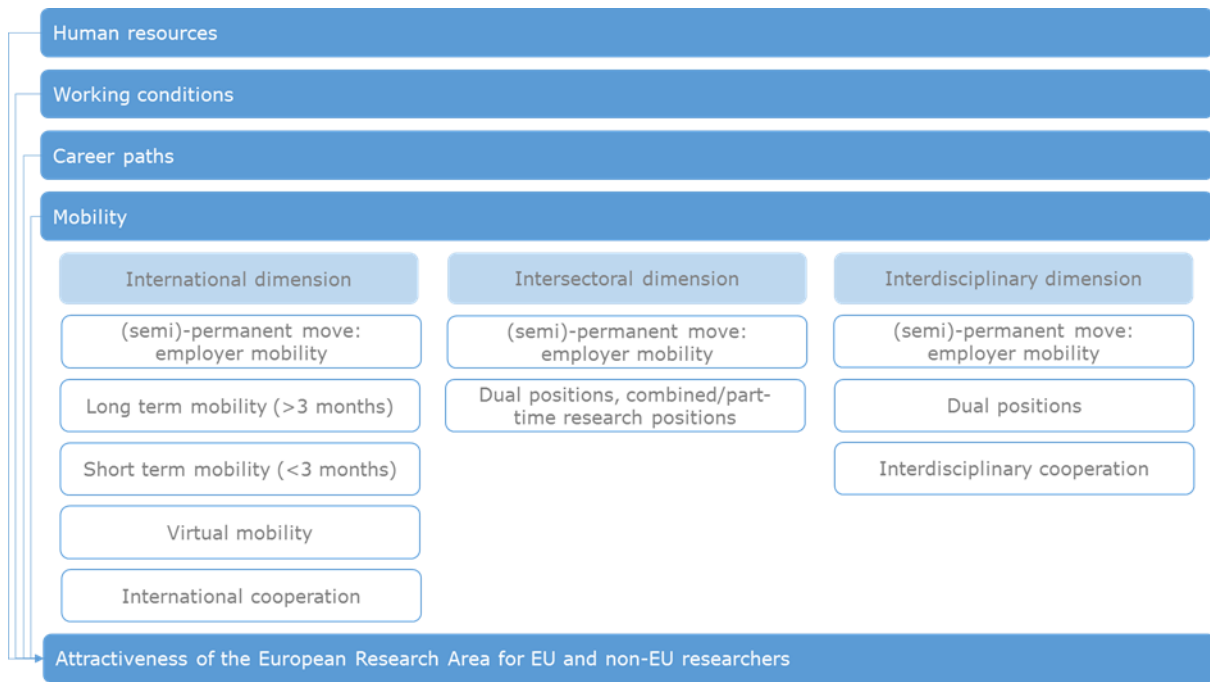 Human resources
Working conditions
Career paths
Mobility
International dimension
(semi)-permanent move:
employer mobility
Long term mobility (>3 months)
Short term mobility (<3 months)
Virtual mobility
International cooperation
Intersectoral dimension
(semi)-permanent move:
employer mobility
Dual positions, combined/part-
time research positions
Interdisciplinary dimension
(semi)-permanent move:
employer mobility
Dual positions
Interdisciplinary cooperation
Attractiveness of the European Research Area for EU and non-EU researchers